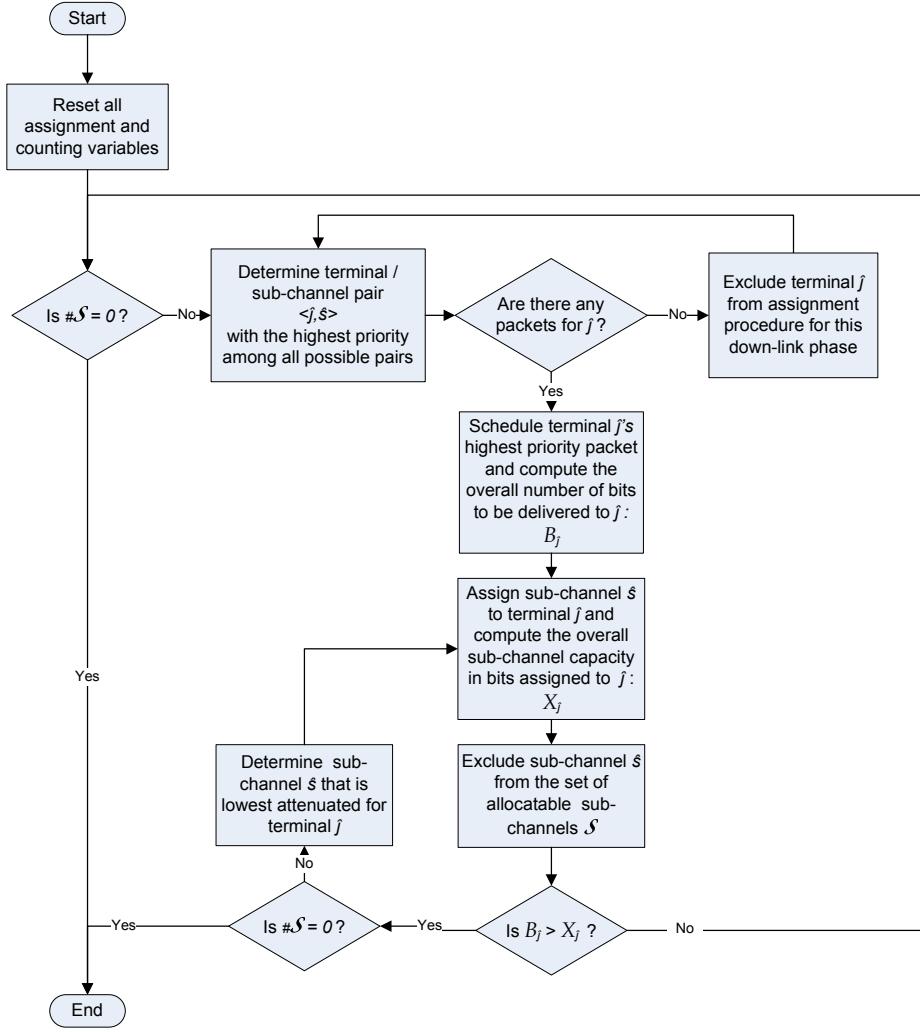 Start
Reset all
assignment and
counting variables
Is #𝒮 = 0 ?
No
Determine terminal /
sub-channel pair
<ĵ,ŝ>
with the highest priority
among all possible pairs
Are there any
packets for ĵ ?
No
Exclude terminal ĵ
from assignment
procedure for this
down-link phase
Yes
Schedule terminal ĵ's
highest priority packet
and compute the
overall number of bits
to be delivered to ĵ :
B_ĵ
Assign sub-channel ŝ
to terminal ĵ and
compute the overall
sub-channel capacity
in bits assigned to ĵ :
X_ĵ
Yes
Determine sub-
channel ŝ that is
lowest attenuated for
terminal ĵ
Exclude sub-channel ŝ
from the set of
allocatable sub-
channels 𝒮
No
Yes
Is #𝒮 = 0 ?
Yes
Is B_ĵ > X_ĵ ?
No
End